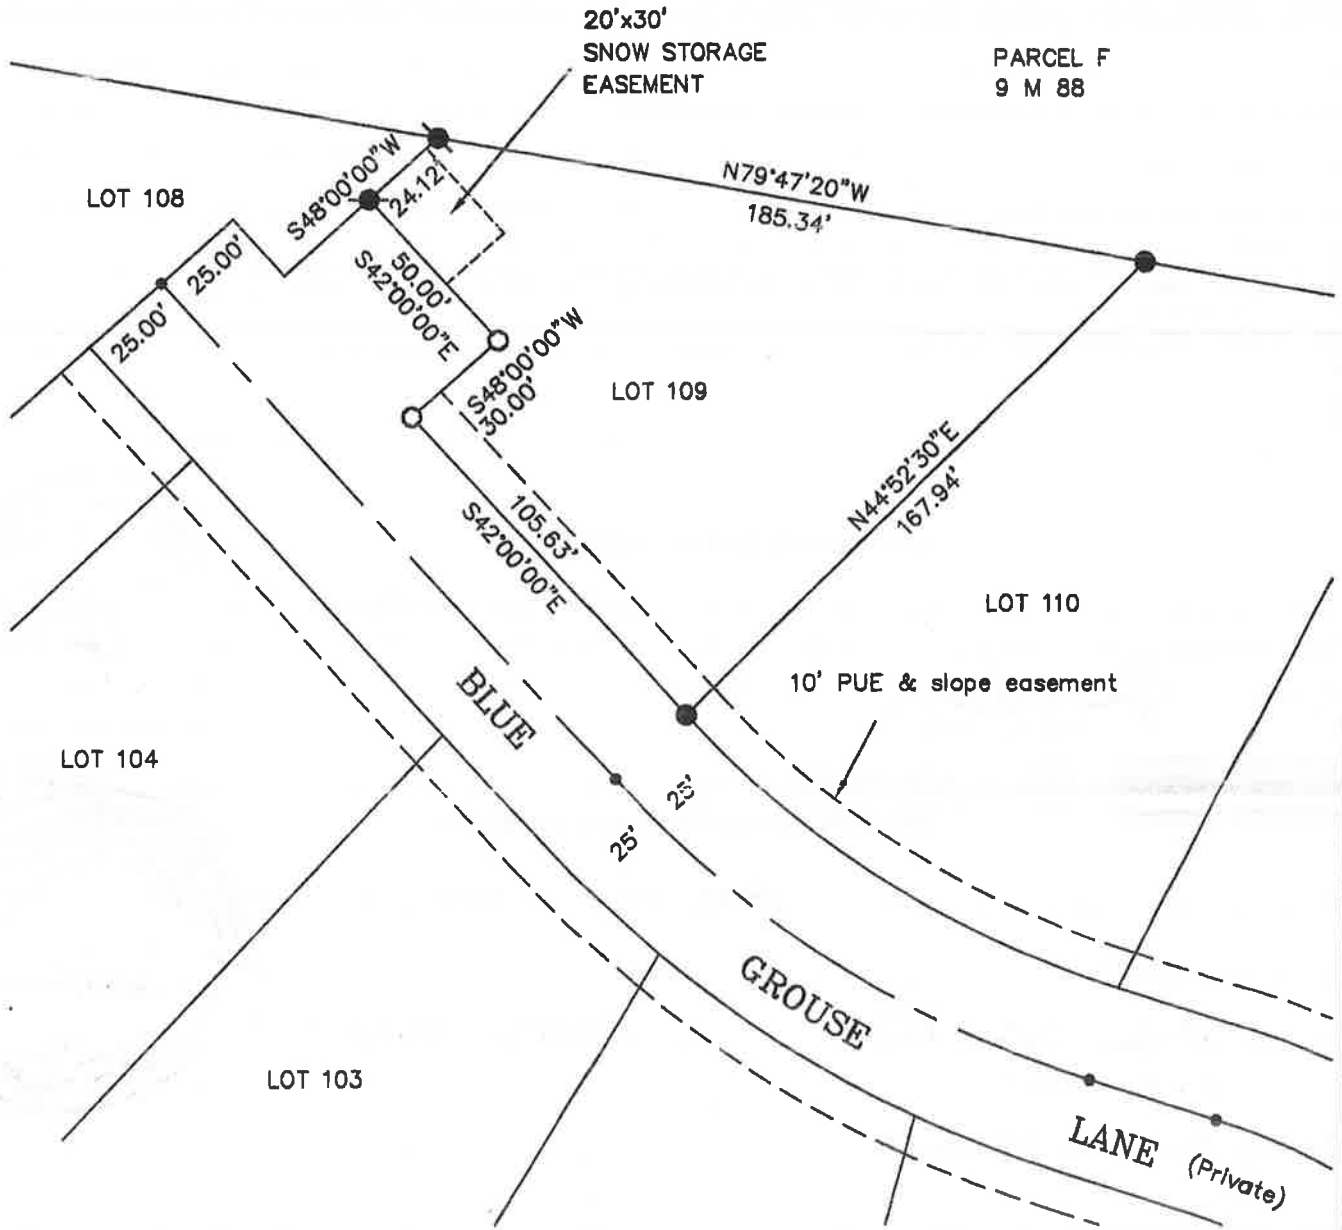 20'x30'
SNOW STORAGE
EASEMENT
PARCEL F
9 M 88
N79°47'20"W
185.34'
LOT 108
S48°00'00"W
24.12'
25.00'
25.00'
50.00'
S42°00'00"E
S48°00'00"W
30.00'
LOT 109
N44°52'30"E
167.94'
105.63'
S42°00'00"E
LOT 110
10' PUE & slope easement
BLUE
LOT 104
25'
25'
GROUSE
LOT 103
LANE (Private)